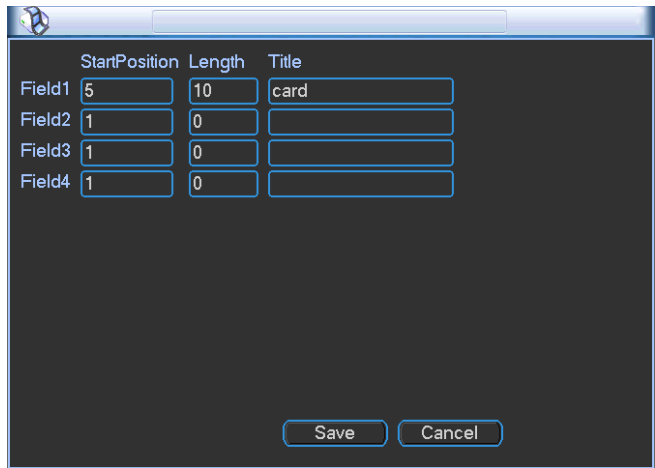 StartPosition Length Title
Field1 5 10 card
Field2 1 0
Field3 1 0
Field4 1 0
Save Cancel